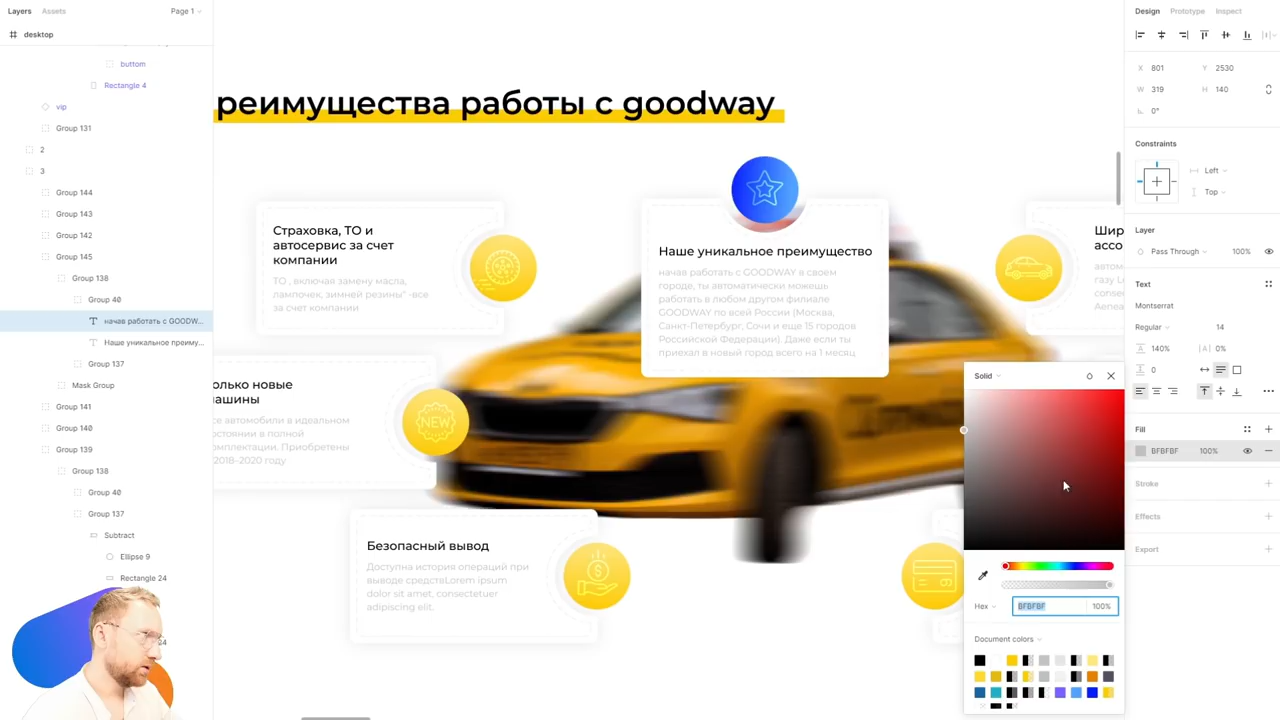 Layers
Assets
Page 1
desktop
buttom
Rectangle 4
vip
Group 131
2
3
Group 144
Group 143
Group 142
Group 145
Group 138
Group 40
начав работать с GOODW...
Наше уникальное преиму...
Group 137
Mask Group
Group 141
Group 140
Group 139
Group 138
Group 40
Group 137
Subtract
Ellipse 9
Rectangle 24
реимущества работы с goodway
Страховка, ТО и
автосервис за счет
компании
ТО , включая замену масла,
лампочек, зимней резины" -все
за счет компании
олько новые
ашины
се автомобили в идеальном
остоянии в полной
омплектации. Приобретены
2018-2020 году
NEW
Безопасный вывод
Доступна история операций при
выводе средствLorem ipsum
dolor sit amet, consectetuer
adipiscing elit.
Наше уникальное преимущество
начав работать с GOODWAY в своем
городе, ты автоматически можешь
работать в любом другом филиале
GOODWAY по всей России (Москва,
Санкт-Петербург, Сочи и еще 15 городов
Российской Федерации). Даже если ты
приехал в новый город всего на 1 месяц
Шир
ассо
автом
газу Lo
conse
Aenea
Solid
Hex
BFBFBF
100%
Document colors
Design
Prototype
Inspect
X 801 Y 2530
W 319 H 140
0°
Constraints
Left
Top
Layer
Pass Through 100%
Text
Montserrat
Regular 14
140% 0%
0
Fill
BFBFBF 100%
Stroke
Effects
Export